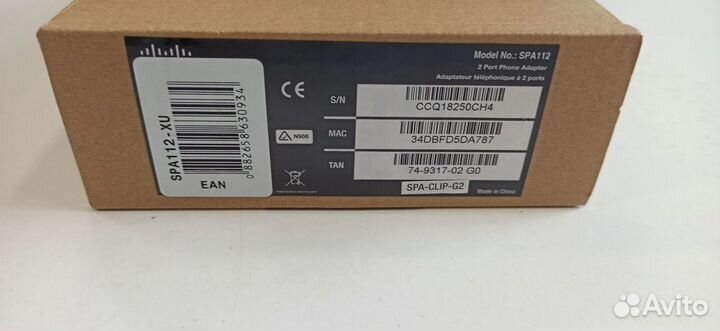 Model No.: SPA112
2 Port Phone Adapter
Adaptateur téléphonique à 2 ports
SPA112-XU
0882658630934
EAN
CE
N906
S/N
CCQ18250CH4
MAC
34DBFD5DA787
TAN
74-9317-02 G0
SPA-CLIP-G2
Made in China
Avito